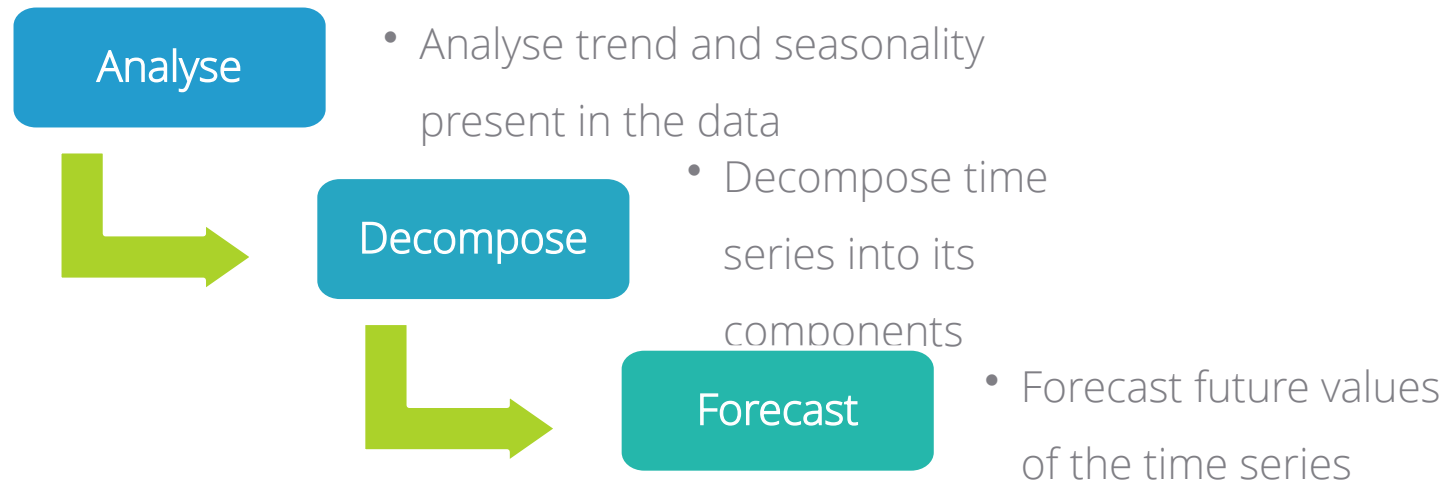 Analyse
• Analyse trend and seasonality
present in the data
Decompose
• Decompose time
series into its
components
Forecast
• Forecast future values
of the time series